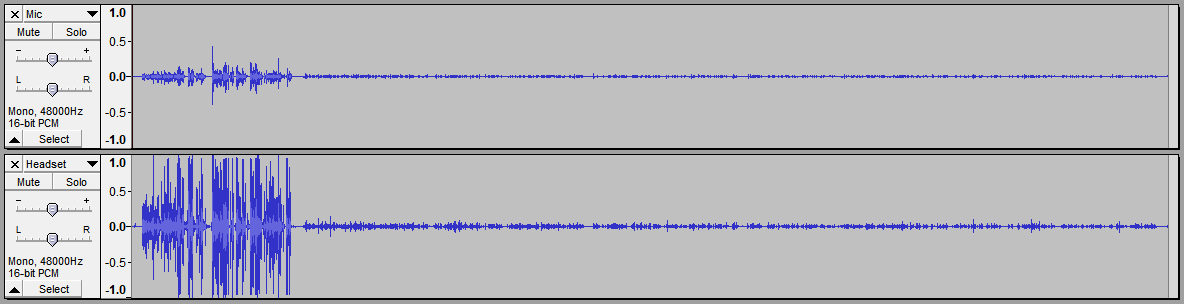 Mic
1.0
Mute Solo
0.5
- +
0.0
L R
-0.5
Mono, 48000Hz
16-bit PCM
Select
-1.0
Headset
1.0
Mute Solo
0.5
- +
0.0
L R
-0.5
Mono, 48000Hz
16-bit PCM
Select
-1.0